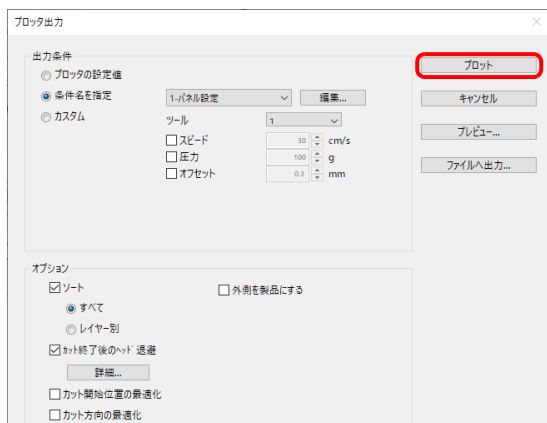 プロッタ出力
出力条件
プロッタの設定値
条件名を指定
1-パネル設定
編集...
カスタム
ツール
1
スピード
30
cm/s
圧力
100
g
オフセット
0.3
mm
プロット
キャンセル
プレビュー...
ファイルへ出力...
オプション
ソート
外側を製品にする
すべて
レイヤー別
カット終了後のヘッド退避
詳細...
カット開始位置の最適化
カット方向の最適化